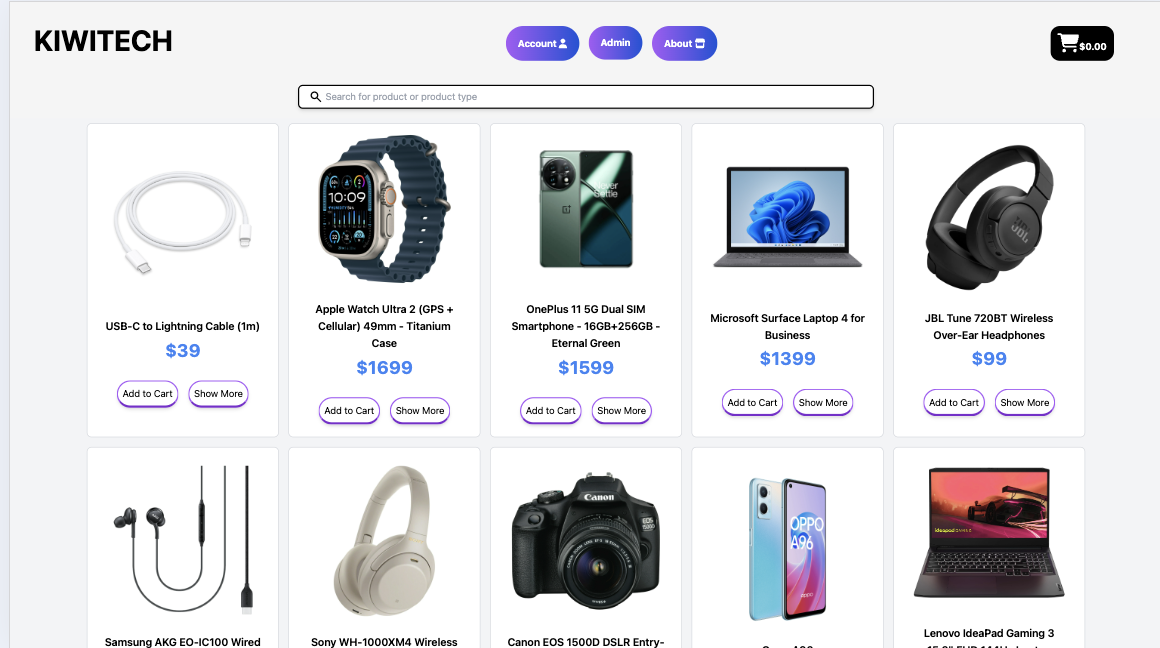 KIWITECH
Account
Admin
About
$0.00
Search for product or product type
10:09
Never
Settle
JBL
USB-C to Lightning Cable (1m)
$39
Add to Cart
Show More
Apple Watch Ultra 2 (GPS +
Cellular) 49mm - Titanium
Case
$1699
Add to Cart
Show More
OnePlus 11 5G Dual SIM
Smartphone - 16GB+256GB -
Eternal Green
$1599
Add to Cart
Show More
Microsoft Surface Laptop 4 for
Business
$1399
Add to Cart
Show More
JBL Tune 720BT Wireless
Over-Ear Headphones
$99
Add to Cart
Show More
Canon
EOS
OPPO
A96
Samsung AKG EO-IC100 Wired
Sony WH-1000XM4 Wireless
Canon EOS 1500D DSLR Entry-
Lenovo IdeaPad Gaming 3